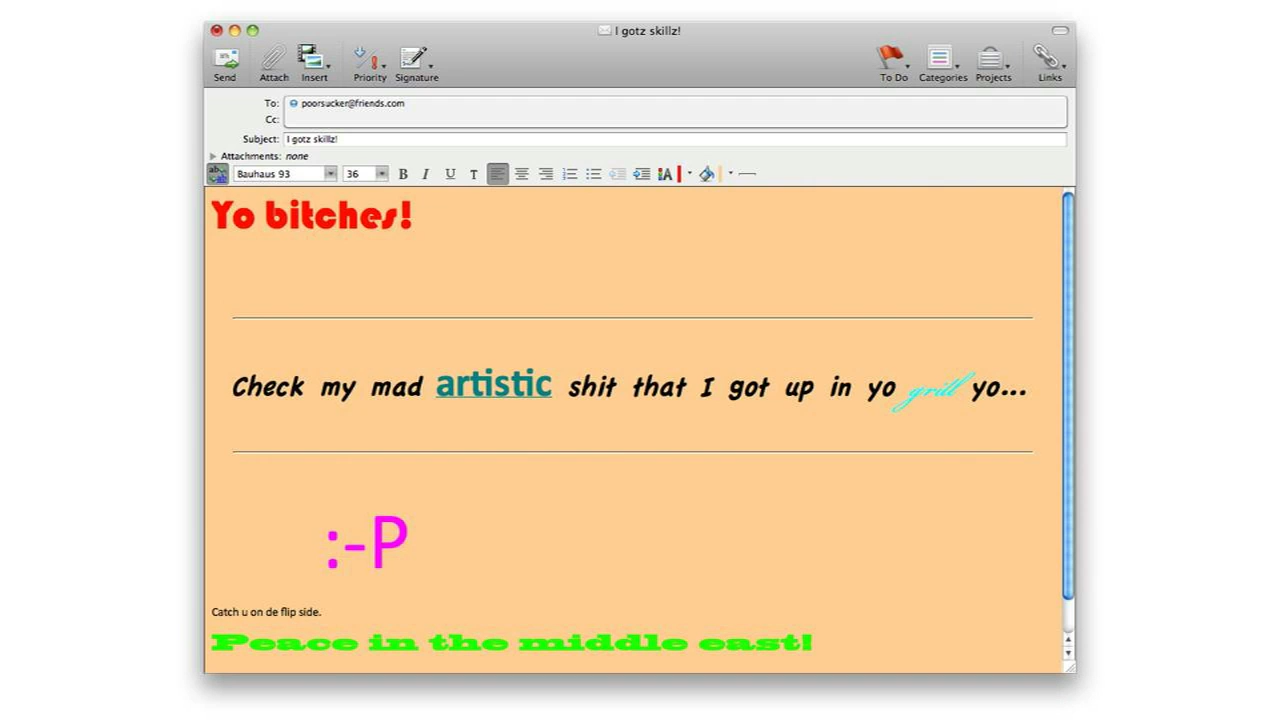 I gotz skillz!
Send Attach Insert Priority Signature To Do Categories Projects Links
To: poorsucker@friends.com
Cc:
Subject: I gotz skillz!
Attachments: none
Bauhaus 93 36 B I U T A
Yo bitches!
Check my mad artistic shit that I got up in yo grill yo...
:-P
Catch u on de flip side.
Peace in the middle east!